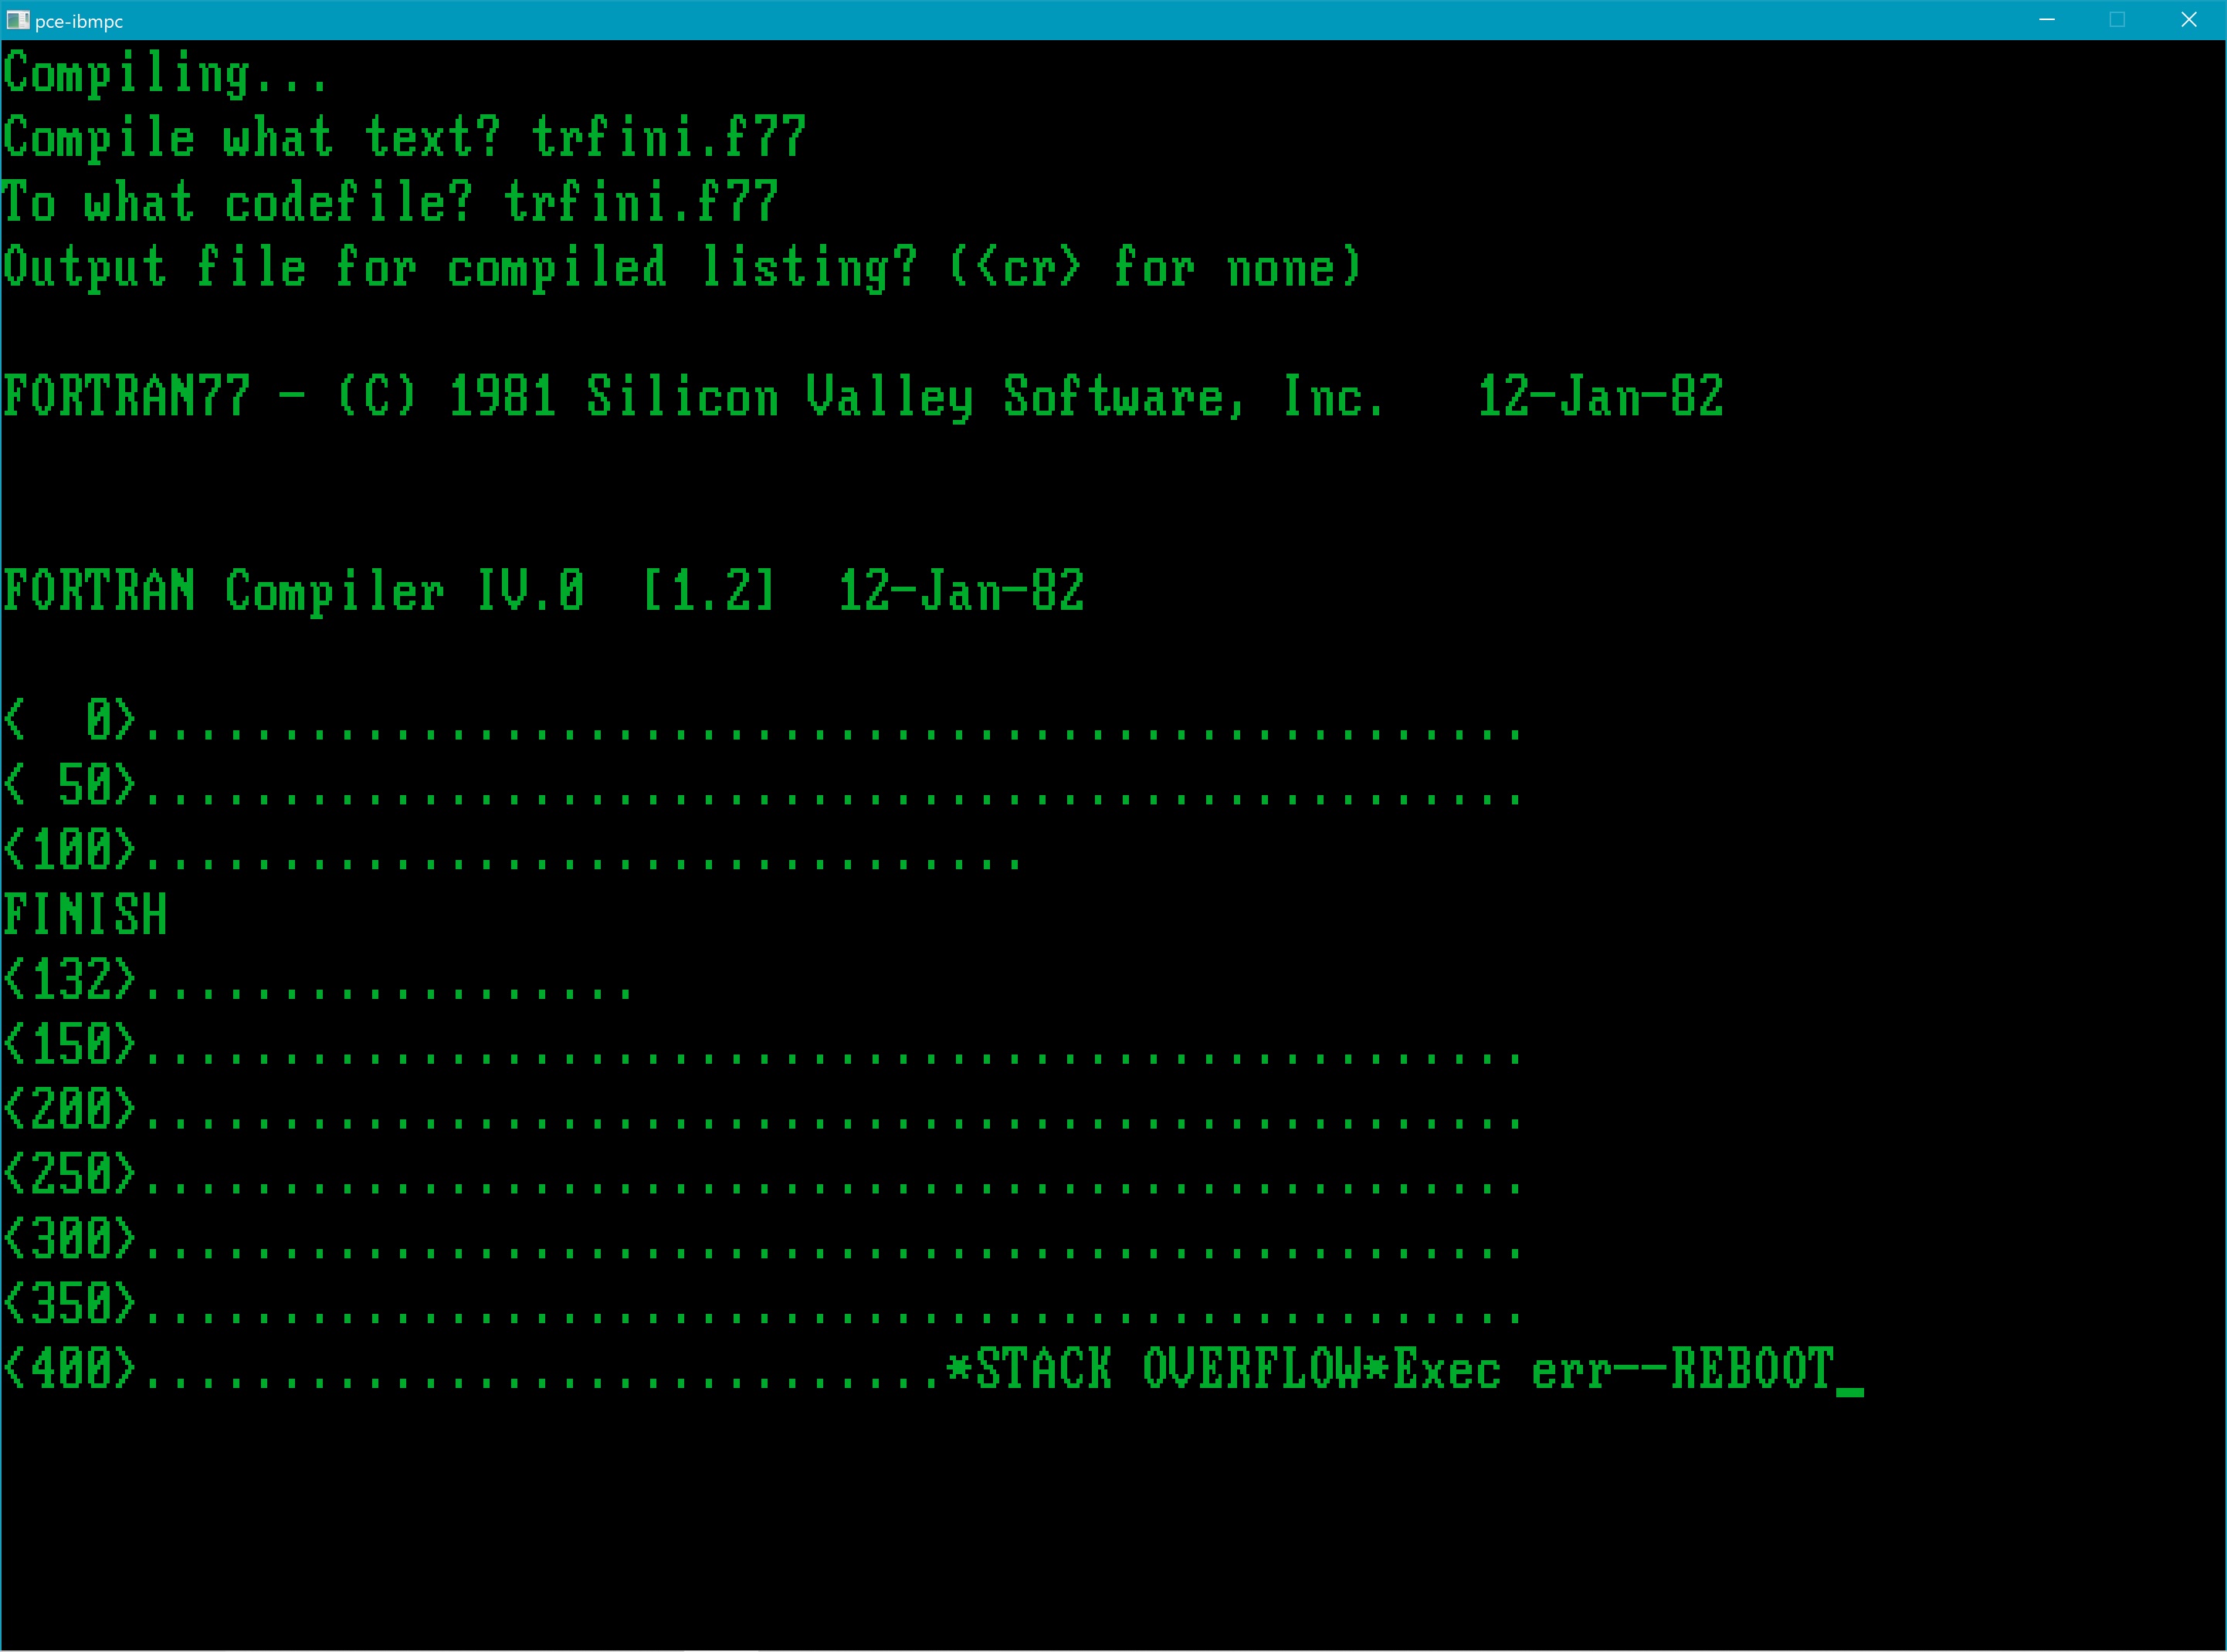 pce-ibmpc
Compiling...
Compile what text? trfini.f77
To what codefile? trfini.f77
Output file for compiled listing? (<cr> for none)
FORTRAN77 - (C) 1981 Silicon Valley Software, Inc.   12-Jan-82
FORTRAN Compiler IV.0  [1.2]  12-Jan-82
<  0>..................................................
< 50>..................................................
<100>................................
FINISH
<132>..................
<150>..................................................
<200>..................................................
<250>..................................................
<300>..................................................
<350>..................................................
<400>.............................*STACK OVERFLOW*Exec err--REBOOT_